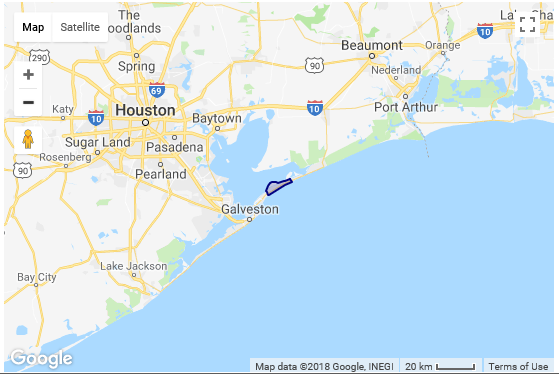 Map
Satellite
The
Woodlands
Lake Cha
10
290
Spring
90
Beaumont
Orange
Nederland
69
Katy
10
Houston
Baytown
10
Port Arthur
Sugar Land
Pasadena
Rosenberg
90
Pearland
Galveston
Lake Jackson
Bay City
Google
Map data ©2018 Google, INEGI
20 km
Terms of Use